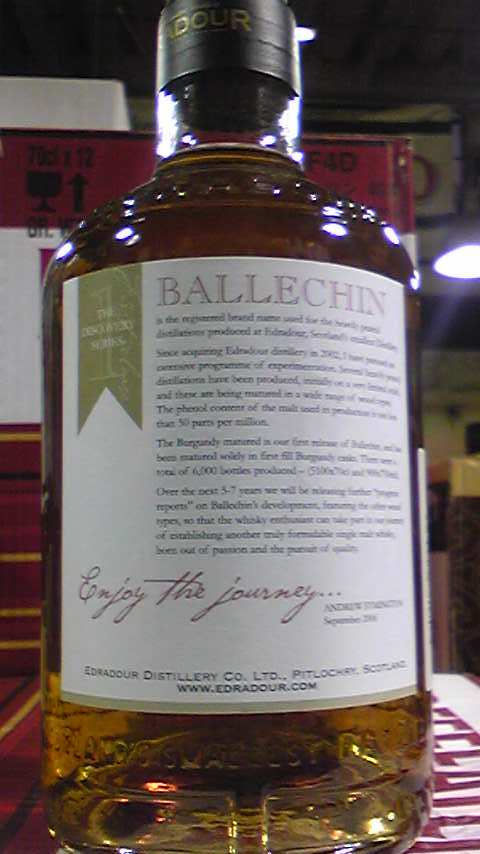 ADOUR
70cl x 12
F4D
THE
DISCOVERY
SERIES
1
BALLECHIN
is the registered brand name used for the heavily peated
distillations produced at Edradour, Scotland's smallest distillery.
Since acquiring Edradour distillery in 2002, I have pursued an
extensive programme of experimentation. Several heavily peated
distillations have been produced, initially on a very limited scale,
and these are being matured in a wide range of wood types.
The phenol content of the malt used in production is not less
than 50 parts per million.
The Burgundy matured is our first release of Ballechin, and has
been matured solely in first fill Burgundy casks. There were a
total of 6,000 bottles produced – (5100x70cl and 900x75cl).
Over the next 5-7 years we will be releasing further "progress
reports" on Ballechin's development, featuring the other wood
types, so that the whisky enthusiast can take part in our journey
of establishing another truly formidable single malt whisky,
born out of passion and the pursuit of quality.
Enjoy the journey...
ANDREW SYMINGTON
September 2006
EDRADOUR DISTILLERY CO. LTD., PITLOCHRY, SCOTLAND.
WWW.EDRADOUR.COM